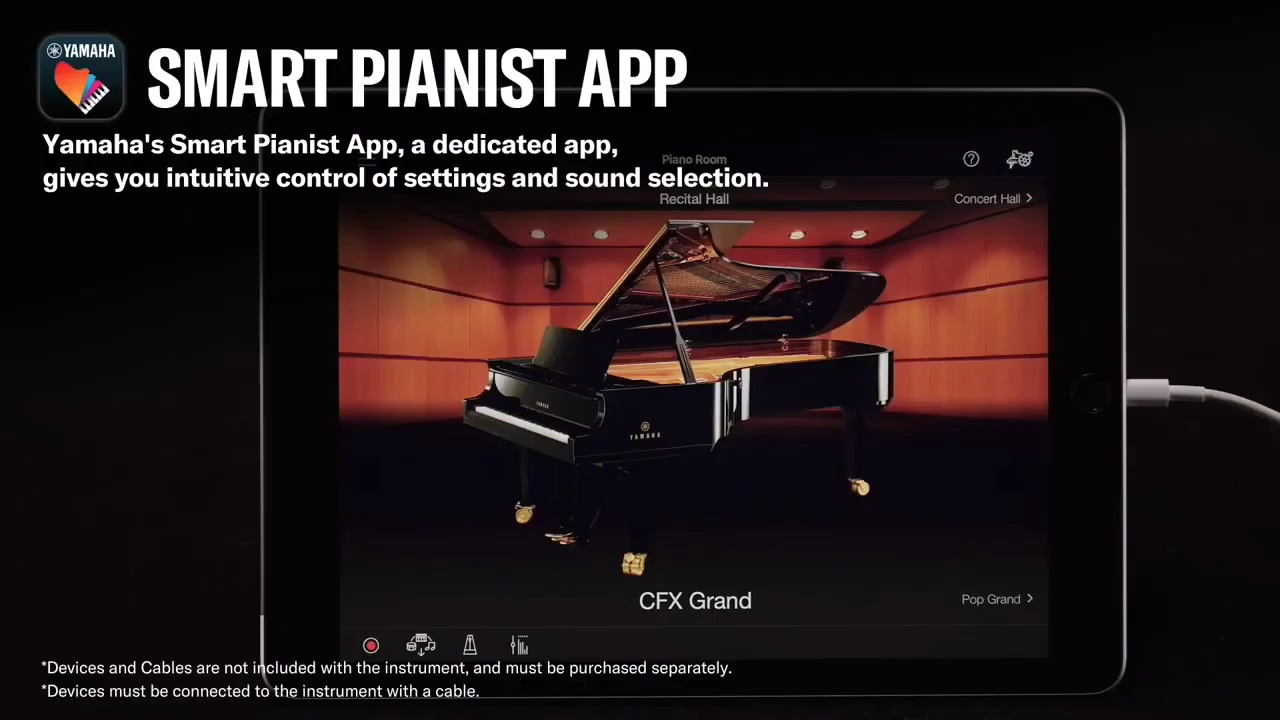 YAMAHA
SMART PIANIST APP
Yamaha's Smart Pianist App, a dedicated app,
gives you intuitive control of settings and sound selection.
Piano Room
?
Recital Hall
Concert Hall >
YAMAHA
YAMAHA
CFX Grand
Pop Grand >
*Devices and Cables are not included with the instrument, and must be purchased separately.
*Devices must be connected to the instrument with a cable.